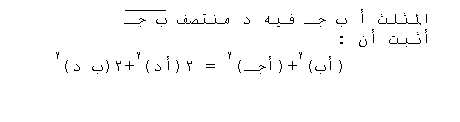 المثلث أ ب جـ فيه د منتصف ب جـ
أثبت أن :
(أب)٢+(أجـ)٢ = ٢(أد)٢+٢(ب د)٢